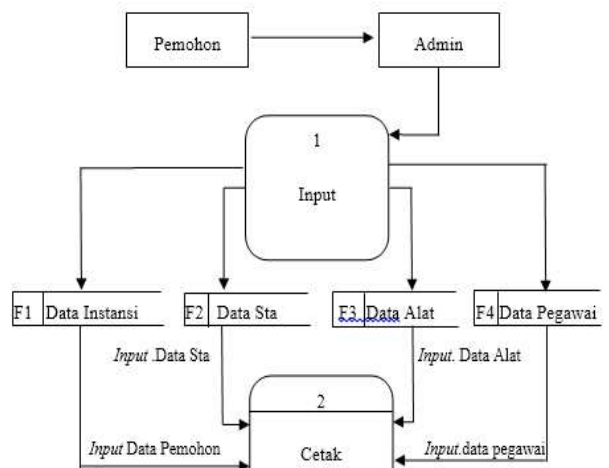 Pemohon
Admin
1
Input
F1 Data Instansi
F2 Data Sta
F3 Data Alat
F4 Data Pegawai
Input .Data Sta
Input. Data Alat
2
Cetak
Input Data Pemohon
Input.data pegawai